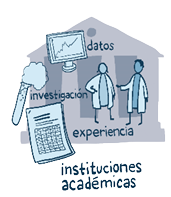 datos
investigación
experiencia
instituciones
académicas